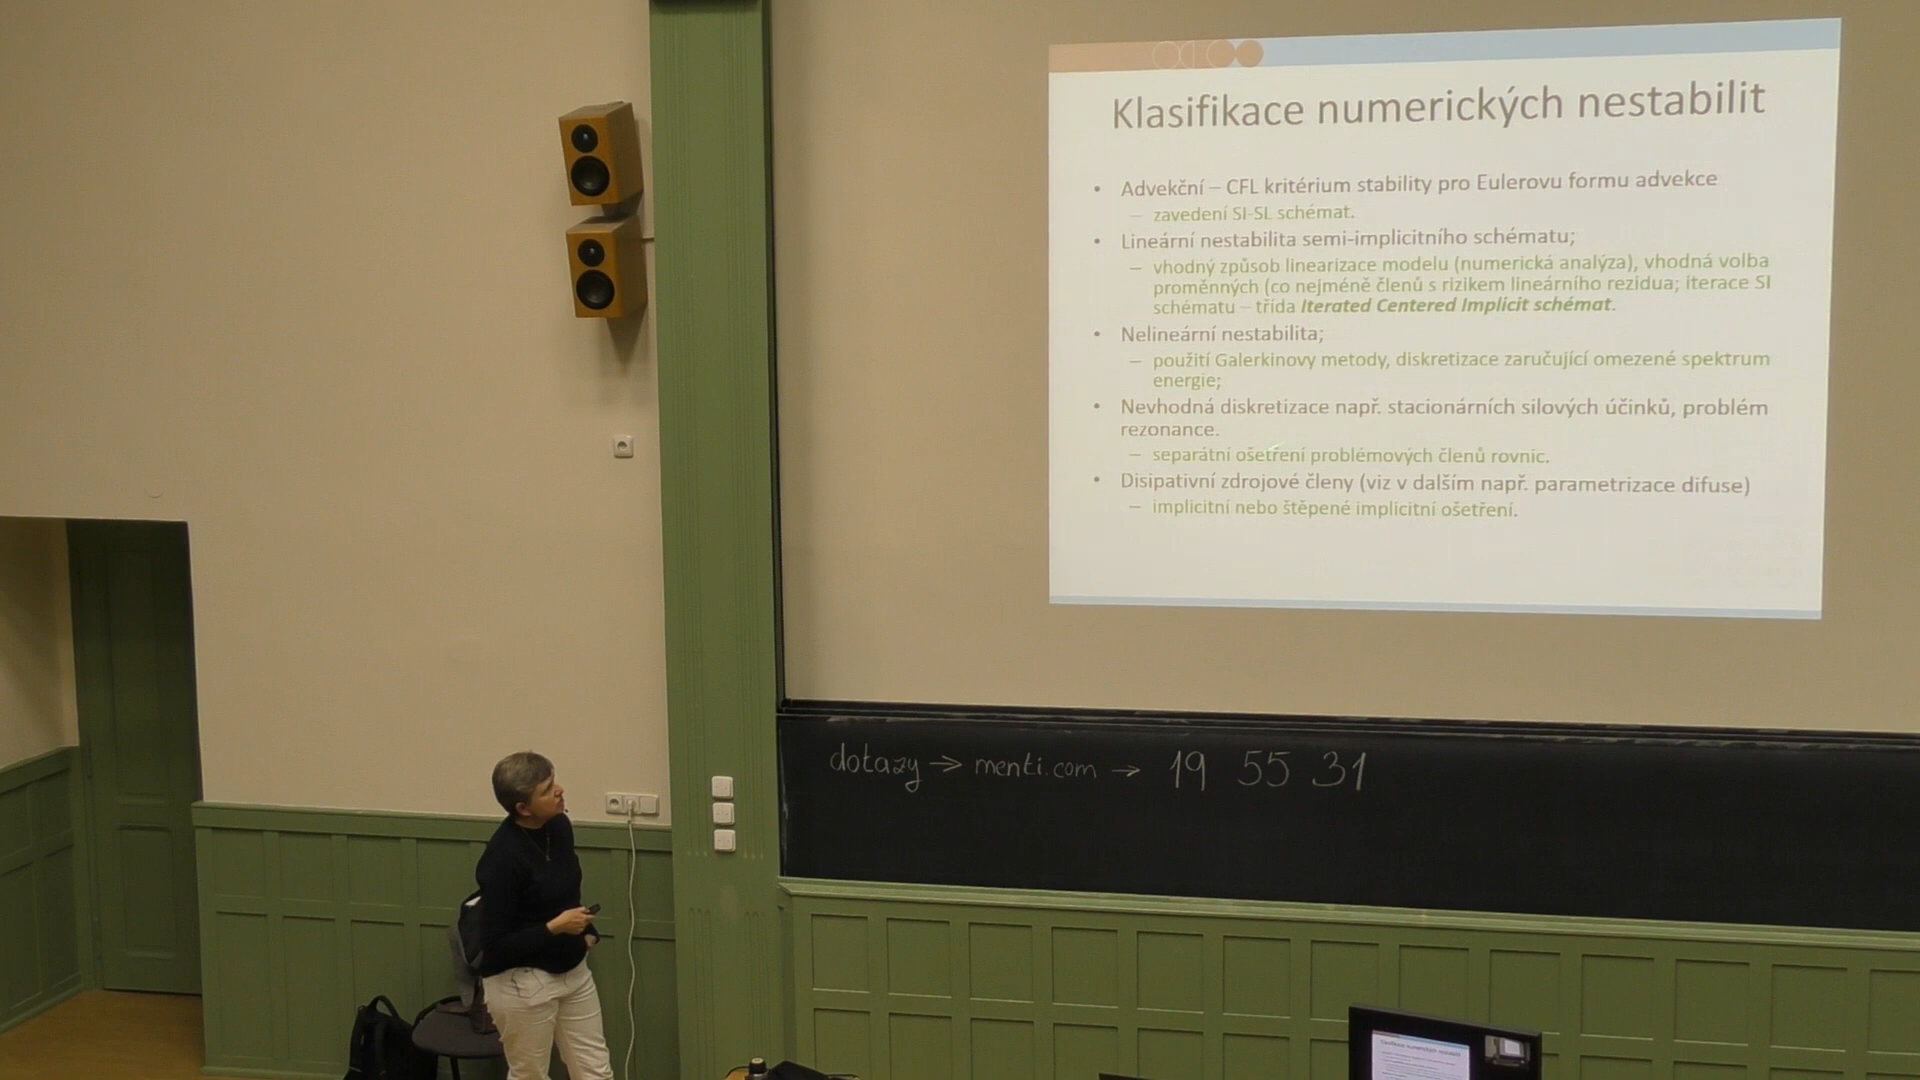 Klasifikace numerických nestabilit
• Advekční – CFL kritérium stability pro Eulerovu formu advekce
– zavedení SI-SL schémat.
• Lineární nestabilita semi-implicitního schématu;
– vhodný způsob linearizace modelu (numerická analýza), vhodná volba
proměnných (co nejméně členů s rizikem lineárního rezidua; iterace SI
schématu – třída Iterated Centered Implicit schémat.
• Nelineární nestabilita;
– použití Galerkinovy metody, diskretizace zaručující omezené spektrum
energie;
• Nevhodná diskretizace např. stacionárních silových účinků, problém
rezonance.
– separátní ošetření problémových členů rovnic.
• Disipativní zdrojové členy (viz v dalším např. parametrizace difuse)
– implicitní nebo štěpené implicitní ošetření.
dotazy → menti.com → 19 55 31
Klasifikace numerických nestabilit